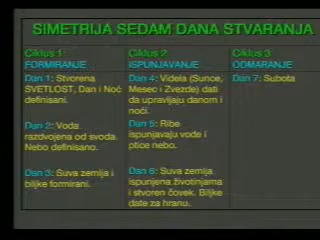 SIMETRIJA SEDAM DANA STVARANJA
Ciklus 1
FORMIRANJE
Dan 1: Stvorena
SVETLOST, Dan i Noć
definisani.
Dan 2: Voda
razdvojena od svoda.
Nebo definisano.
Dan 3: Suva zemlja i
biljke formirani.
Ciklus 2
ISPUNJAVANJE
Dan 4: Videla (Sunce,
Mesec i Zvezde) dati
da upravljaju danom i
noći.
Dan 5: Ribe
ispunjavaju vode i
ptice nebo.
Dan 6: Suva zemlja
ispunjena životinjama
i stvoren čovek. Biljke
date za hranu.
Ciklus 3
ODMARANJE
Dan 7: Subota